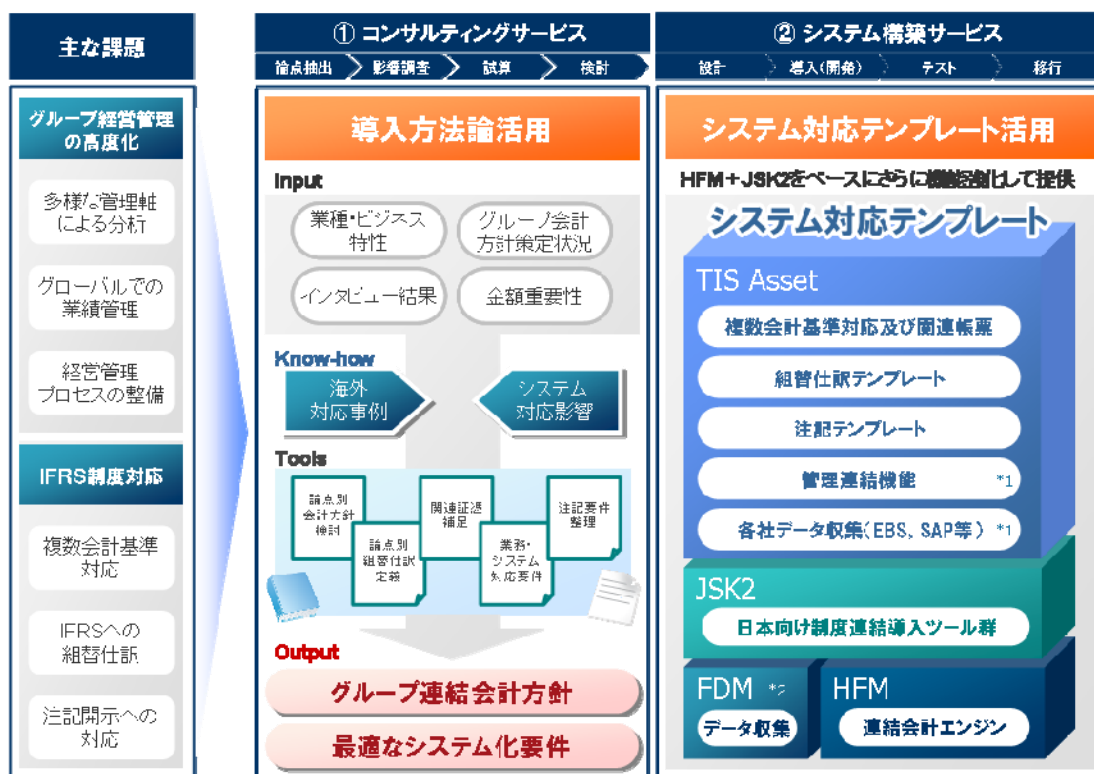 主な課題
グループ経営管理
の高度化
多様な管理軸
による分析
グローバルでの
業績管理
経営管理
プロセスの整備
IFRS制度対応
複数会計基準
対応
IFRSへの
組替仕訳
注記開示への
対応
① コンサルティングサービス
論点抽出
影響調査
試算
検討
導入方法論活用
Input
業種・ビジネス
特性
グループ会計
方針策定状況
インタビュー結果
金額重要性
Know-how
海外
対応事例
システム
対応影響
Tools
論点別
会計方針
検討
論点別
組替仕訳
定義
関連証憑
補足
業務・
システム
対応要件
注記要件
整理
Output
グループ連結会計方針
最適なシステム化要件
② システム構築サービス
設計
導入(開発)
テスト
移行
システム対応テンプレート活用
HFM+JSK2をベースにさらに機能強化して提供
システム対応テンプレート
TIS Asset
複数会計基準対応及び関連帳票
組替仕訳テンプレート
注記テンプレート
管理連結機能 *1
各社データ収集(EBS、SAP等) *1
JSK2
日本向け制度連結導入ツール群
FDM *2
データ収集
HFM
連結会計エンジン